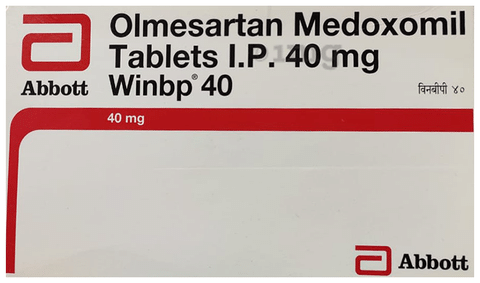 Olmesartan Medoxomil
Tablets I.P. 40 mg
Abbott
Winbp® 40
विनबीपी ४०
40 mg
Abbott